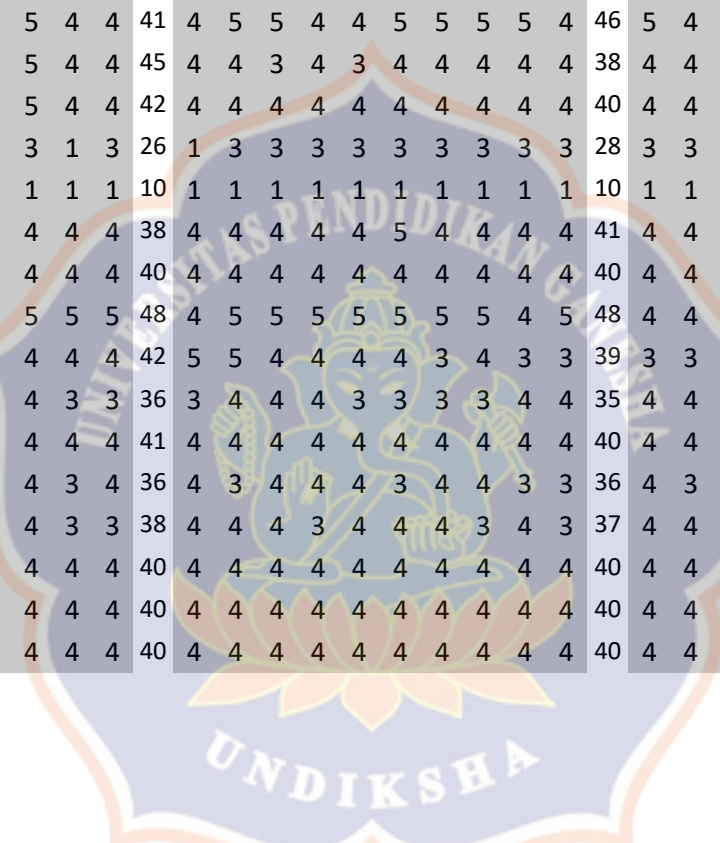 5 4 4 41 4 5 5 4 4 5 5 5 5 4 46 5 4
5 4 4 45 4 4 3 4 3 4 4 4 4 4 38 4 4
5 4 4 42 4 4 4 4 4 4 4 4 4 4 40 4 4
3 1 3 26 1 3 3 3 3 3 3 3 3 3 28 3 3
1 1 1 10 1 1 1 1 1 1 1 1 1 1 10 1 1
4 4 4 38 4 4 4 4 4 5 4 4 4 4 41 4 4
4 4 4 40 4 4 4 4 4 4 4 4 4 4 40 4 4
5 5 5 48 4 5 5 5 5 5 5 5 4 5 48 4 4
4 4 4 42 5 5 4 4 4 4 3 4 3 3 39 3 3
4 3 3 36 3 4 4 4 3 3 3 3 4 4 35 4 4
4 4 4 41 4 4 4 4 4 4 4 4 4 4 40 4 4
4 3 4 36 4 3 4 4 4 3 4 4 3 3 36 4 3
4 3 3 38 4 4 4 3 4 4 4 3 4 3 37 4 4
4 4 4 40 4 4 4 4 4 4 4 4 4 4 40 4 4
4 4 4 40 4 4 4 4 4 4 4 4 4 4 40 4 4
4 4 4 40 4 4 4 4 4 4 4 4 4 4 40 4 4
UNIVERSITAS PENDIDIKAN GANESHA
UNDIKSHA